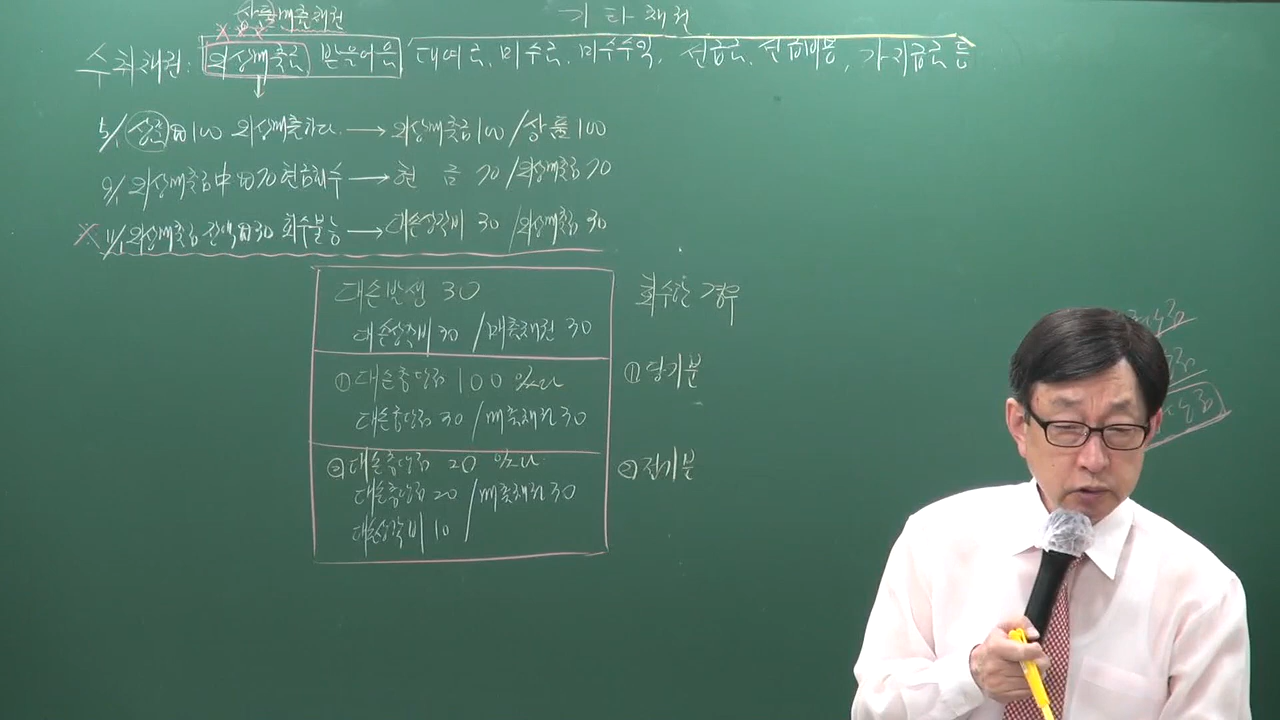 상품매출채권 기타채권
수취채권: 외상매출금 받을어음 대여금, 미수금, 미수수익, 선급금, 선급비용, 가지급금 등
5/1 상품 ₩100 외상매출하다. → 외상매출금 100 / 상품 100
9/1 외상매출금 中 ₩70 현금회수 → 현금 70 / 외상매출금 70
11/1 외상매출금 잔액 ₩30 회수불능 → 대손상각비 30 / 외상매출금 30
대손발생 30
대손상각비 30 / 매출채권 30
① 대손충당금 100 있다
대손충당금 30 / 매출채권 30
② 대손충당금 20 있다
대손충당금 20 / 매출채권 30
대손상각비 10
회수한 경우
① 당기분
② 전기분